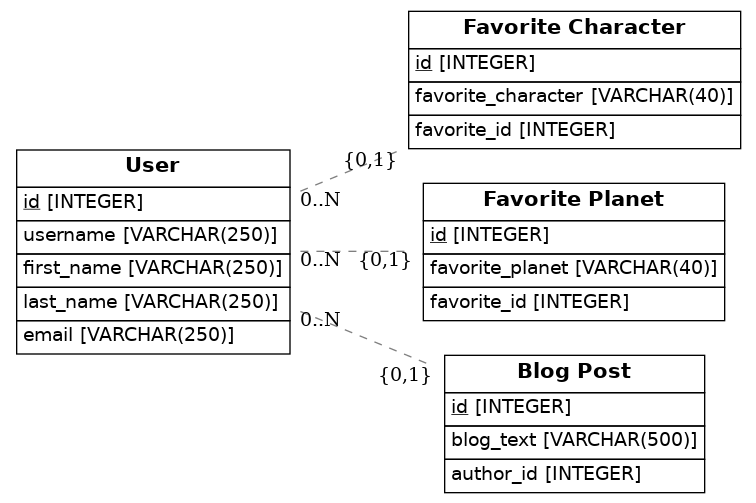 Favorite Character
id [INTEGER]
favorite_character [VARCHAR(40)]
favorite_id [INTEGER]
{0,1}
0..N
User
id [INTEGER]
username [VARCHAR(250)]
first_name [VARCHAR(250)]
last_name [VARCHAR(250)]
email [VARCHAR(250)]
0..N
{0,1}
Favorite Planet
id [INTEGER]
favorite_planet [VARCHAR(40)]
favorite_id [INTEGER]
0..N
{0,1}
Blog Post
id [INTEGER]
blog_text [VARCHAR(500)]
author_id [INTEGER]